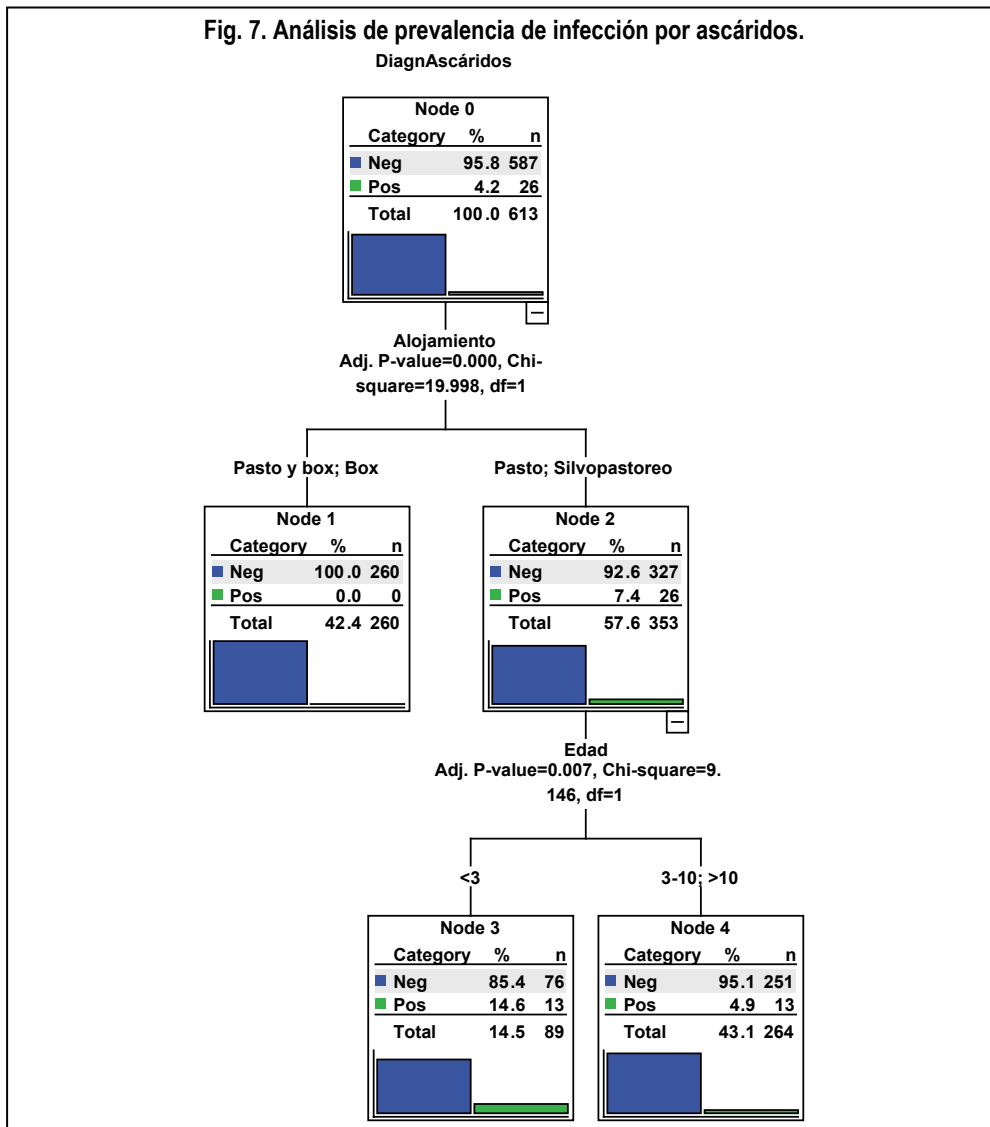 Fig. 7. Análisis de prevalencia de infección por ascáridos.
DiagnAscáridos
Node 0
Category % n
Neg 95.8 587
Pos 4.2 26
Total 100.0 613
Alojamiento
Adj. P-value=0.000, Chi-
square=19.998, df=1
Pasto y box; Box
Pasto; Silvopastoreo
Node 1
Category % n
Neg 100.0 260
Pos 0.0 0
Total 42.4 260
Node 2
Category % n
Neg 92.6 327
Pos 7.4 26
Total 57.6 353
Edad
Adj. P-value=0.007, Chi-square=9.
146, df=1
<3
3-10; >10
Node 3
Category % n
Neg 85.4 76
Pos 14.6 13
Total 14.5 89
Node 4
Category % n
Neg 95.1 251
Pos 4.9 13
Total 43.1 264